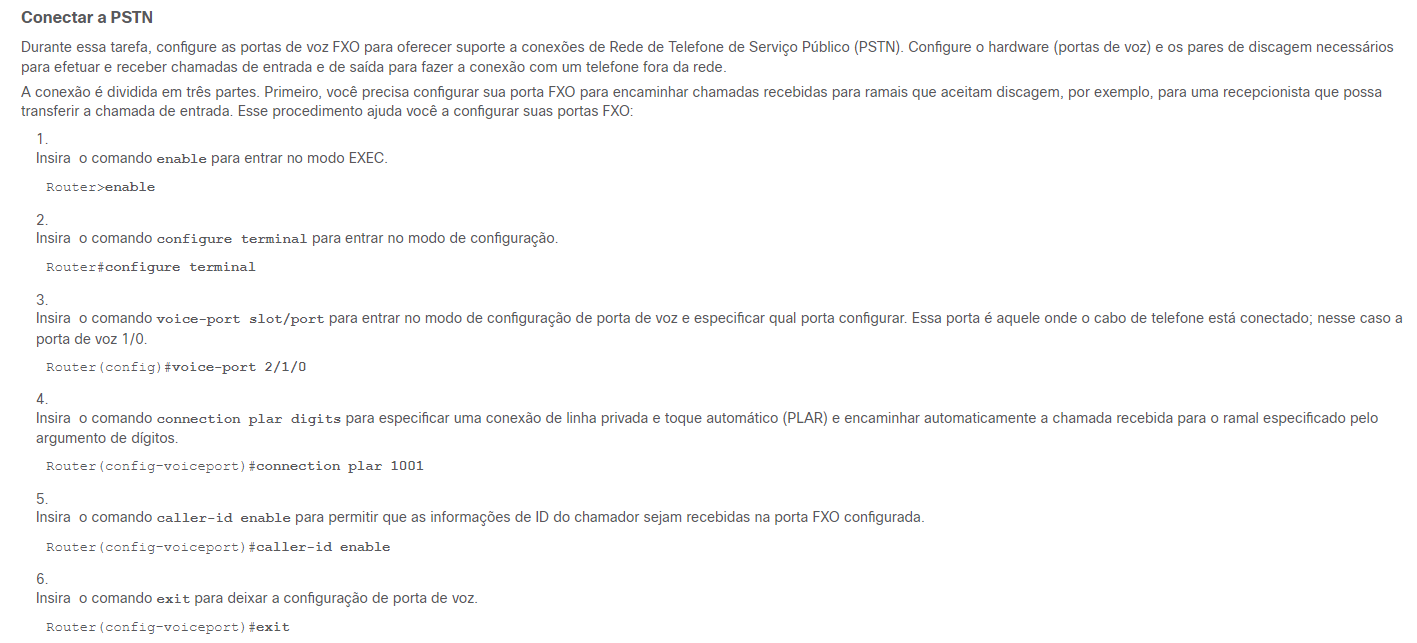 Conectar a PSTN
Durante essa tarefa, configure as portas de voz FXO para oferecer suporte a conexões de Rede de Telefone de Serviço Público (PSTN). Configure o hardware (portas de voz) e os pares de discagem necessários
para efetuar e receber chamadas de entrada e de saída para fazer a conexão com um telefone fora da rede.
A conexão é dividida em três partes. Primeiro, você precisa configurar sua porta FXO para encaminhar chamadas recebidas para ramais que aceitam discagem, por exemplo, para uma recepcionista que possa
transferir a chamada de entrada. Esse procedimento ajuda você a configurar suas portas FXO:
1.
Insira o comando enable para entrar no modo EXEC.
Router>enable
2.
Insira o comando configure terminal para entrar no modo de configuração.
Router#configure terminal
3.
Insira o comando voice-port slot/port para entrar no modo de configuração de porta de voz e especificar qual porta configurar. Essa porta é aquele onde o cabo de telefone está conectado; nesse caso a
porta de voz 1/0.
Router(config)#voice-port 2/1/0
4.
Insira o comando connection plar digits para especificar uma conexão de linha privada e toque automático (PLAR) e encaminhar automaticamente a chamada recebida para o ramal especificado pelo
argumento de dígitos.
Router(config-voiceport)#connection plar 1001
5.
Insira o comando caller-id enable para permitir que as informações de ID do chamador sejam recebidas na porta FXO configurada.
Router(config-voiceport)#caller-id enable
6.
Insira o comando exit para deixar a configuração de porta de voz.
Router(config-voiceport)#exit